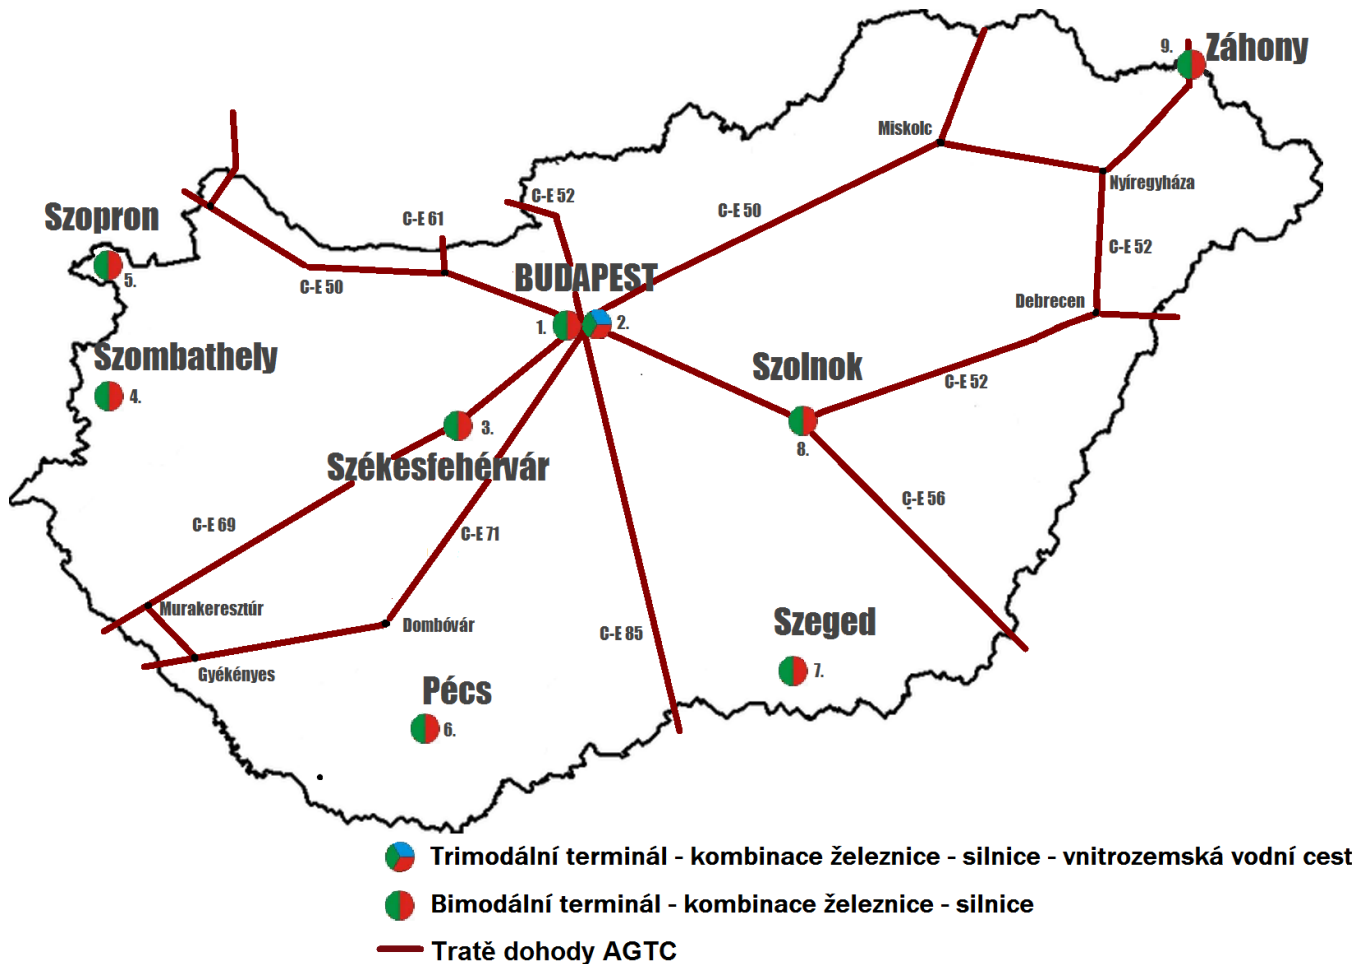 9. Záhony
Miskolc
Nyíregyháza
Szopron
5.
C-E 61
C-E 52
C-E 50
C-E 50
C-E 52
BUDAPEST
1.
2.
Debrecen
Szombathely
4.
Szolnok
8.
C-E 52
3.
Székesfehérvár
C-E 69
C-E 71
C-E 56
Murakeresztúr
Dombóvár
Gyékényes
C-E 85
Szeged
7.
Pécs
6.
Trimodální terminál - kombinace železnice - silnice - vnitrozemská vodní cest
Bimodální terminál - kombinace železnice - silnice
Tratě dohody AGTC